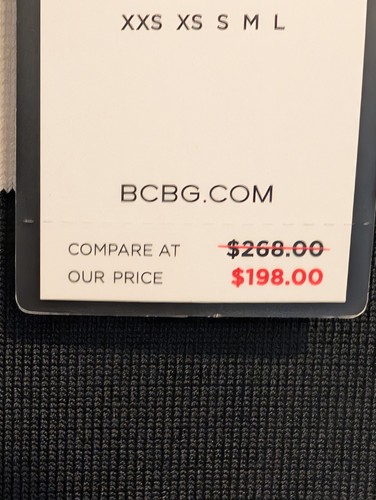 XXS XS S M L
BCBG.COM
COMPARE AT $268.00
OUR PRICE $198.00